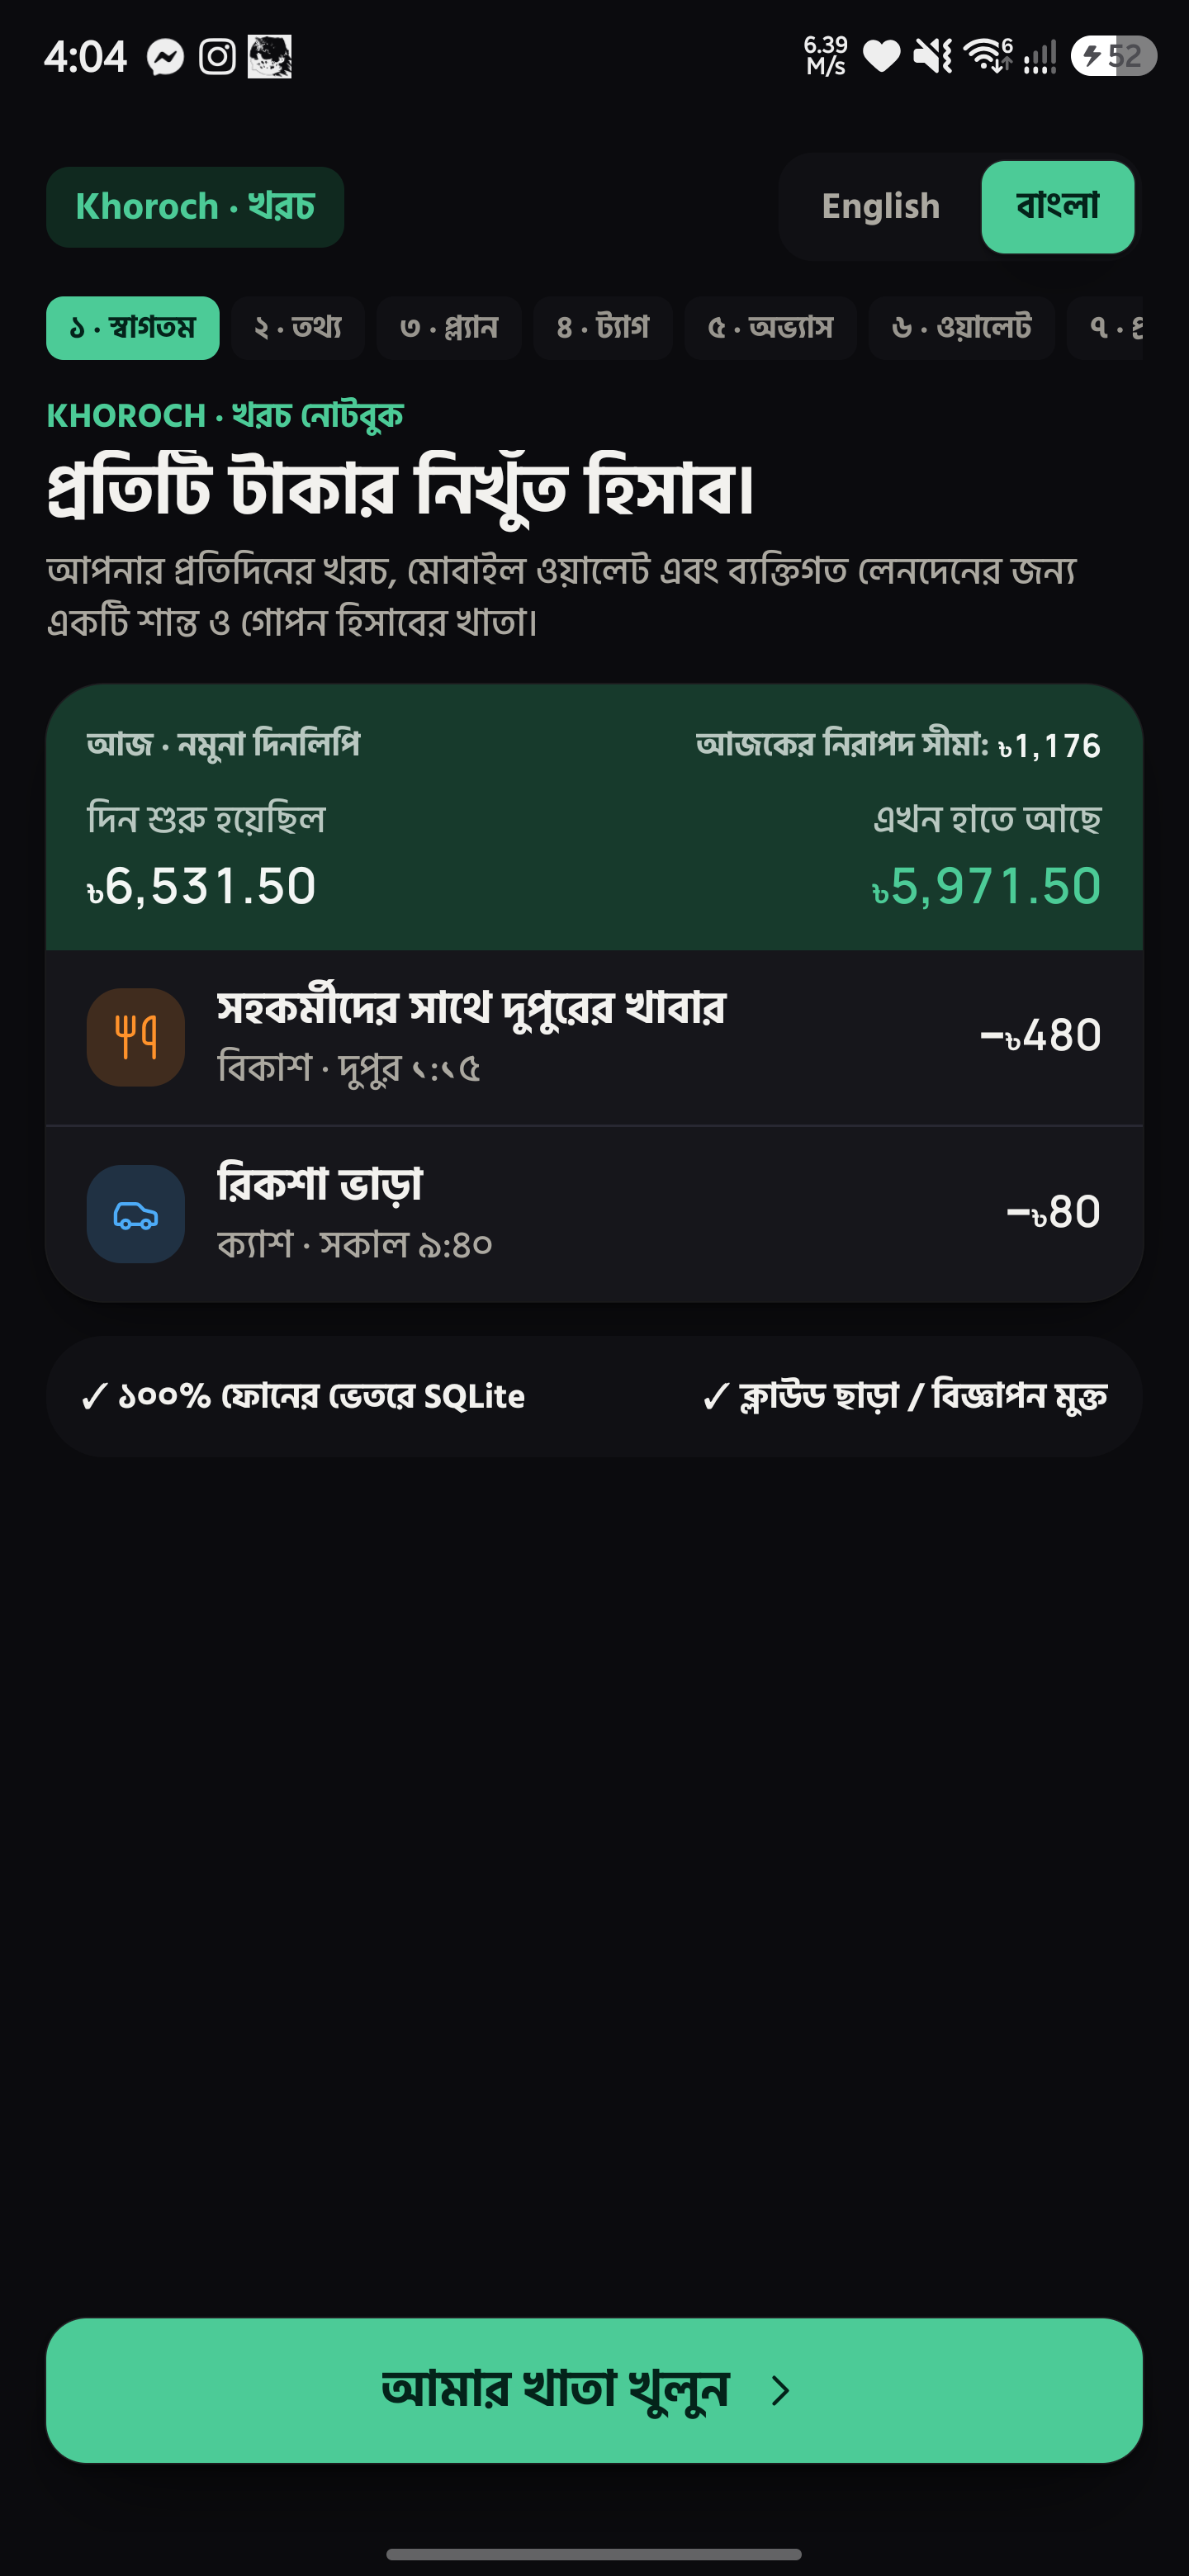 4:04
6.39 M/s
6
52
Khoroch · খরচ
English
বাংলা
১ · স্বাগতম
২ · তথ্য
৩ · প্ল্যান
৪ · ট্যাগ
৫ · অভ্যাস
৬ · ওয়ালেট
৭ ·
KHOROCH · খরচ নোটবুক
প্রতিটি টাকার নিখুঁত হিসাব।
আপনার প্রতিদিনের খরচ, মোবাইল ওয়ালেট এবং ব্যক্তিগত লেনদেনের জন্য
একটি শান্ত ও গোপন হিসাবের খাতা।
আজ · নমুনা দিনলিপি
আজকের নিরাপদ সীমা: ৳1,176
দিন শুরু হয়েছিল
এখন হাতে আছে
৳6,531.50
৳5,971.50
সহকর্মীদের সাথে দুপুরের খাবার
বিকাশ · দুপুর ১:১৫
−৳480
রিকশা ভাড়া
ক্যাশ · সকাল ৯:৪০
−৳80
✓ ১০০% ফোনের ভেতরে SQLite
✓ ক্লাউড ছাড়া / বিজ্ঞাপন মুক্ত
আমার খাতা খুলুন